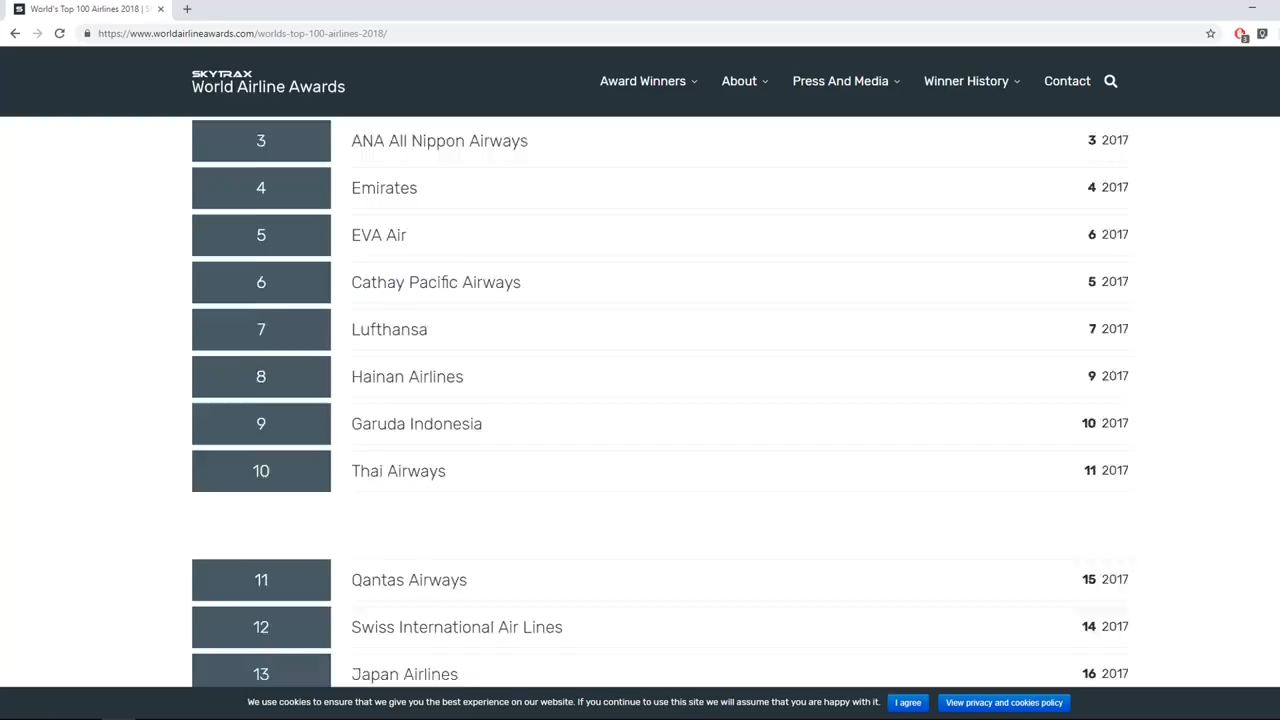 World's Top 100 Airlines 2018 | S
https://www.worldairlineawards.com/worlds-top-100-airlines-2018/
SKYTRAX
World Airline Awards
Award Winners About Press And Media Winner History Contact
3 ANA All Nippon Airways 3 2017
4 Emirates 4 2017
5 EVA Air 6 2017
6 Cathay Pacific Airways 5 2017
7 Lufthansa 7 2017
8 Hainan Airlines 9 2017
9 Garuda Indonesia 10 2017
10 Thai Airways 11 2017
11 Qantas Airways 15 2017
12 Swiss International Air Lines 14 2017
13 Japan Airlines 16 2017
We use cookies to ensure that we give you the best experience on our website. If you continue to use this site we will assume that you are happy with it. I agree View privacy and cookies policy